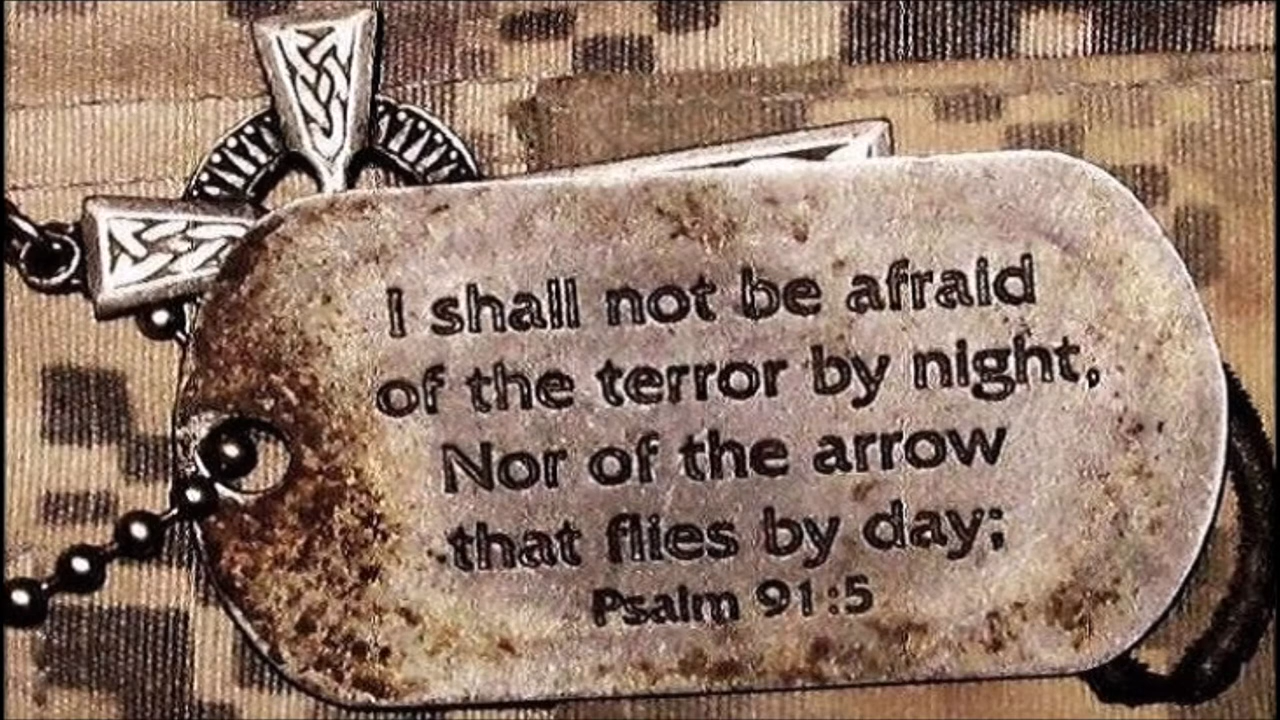 I shall not be afraid
of the terror by night,
Nor of the arrow
that flies by day;
Psalm 91:5